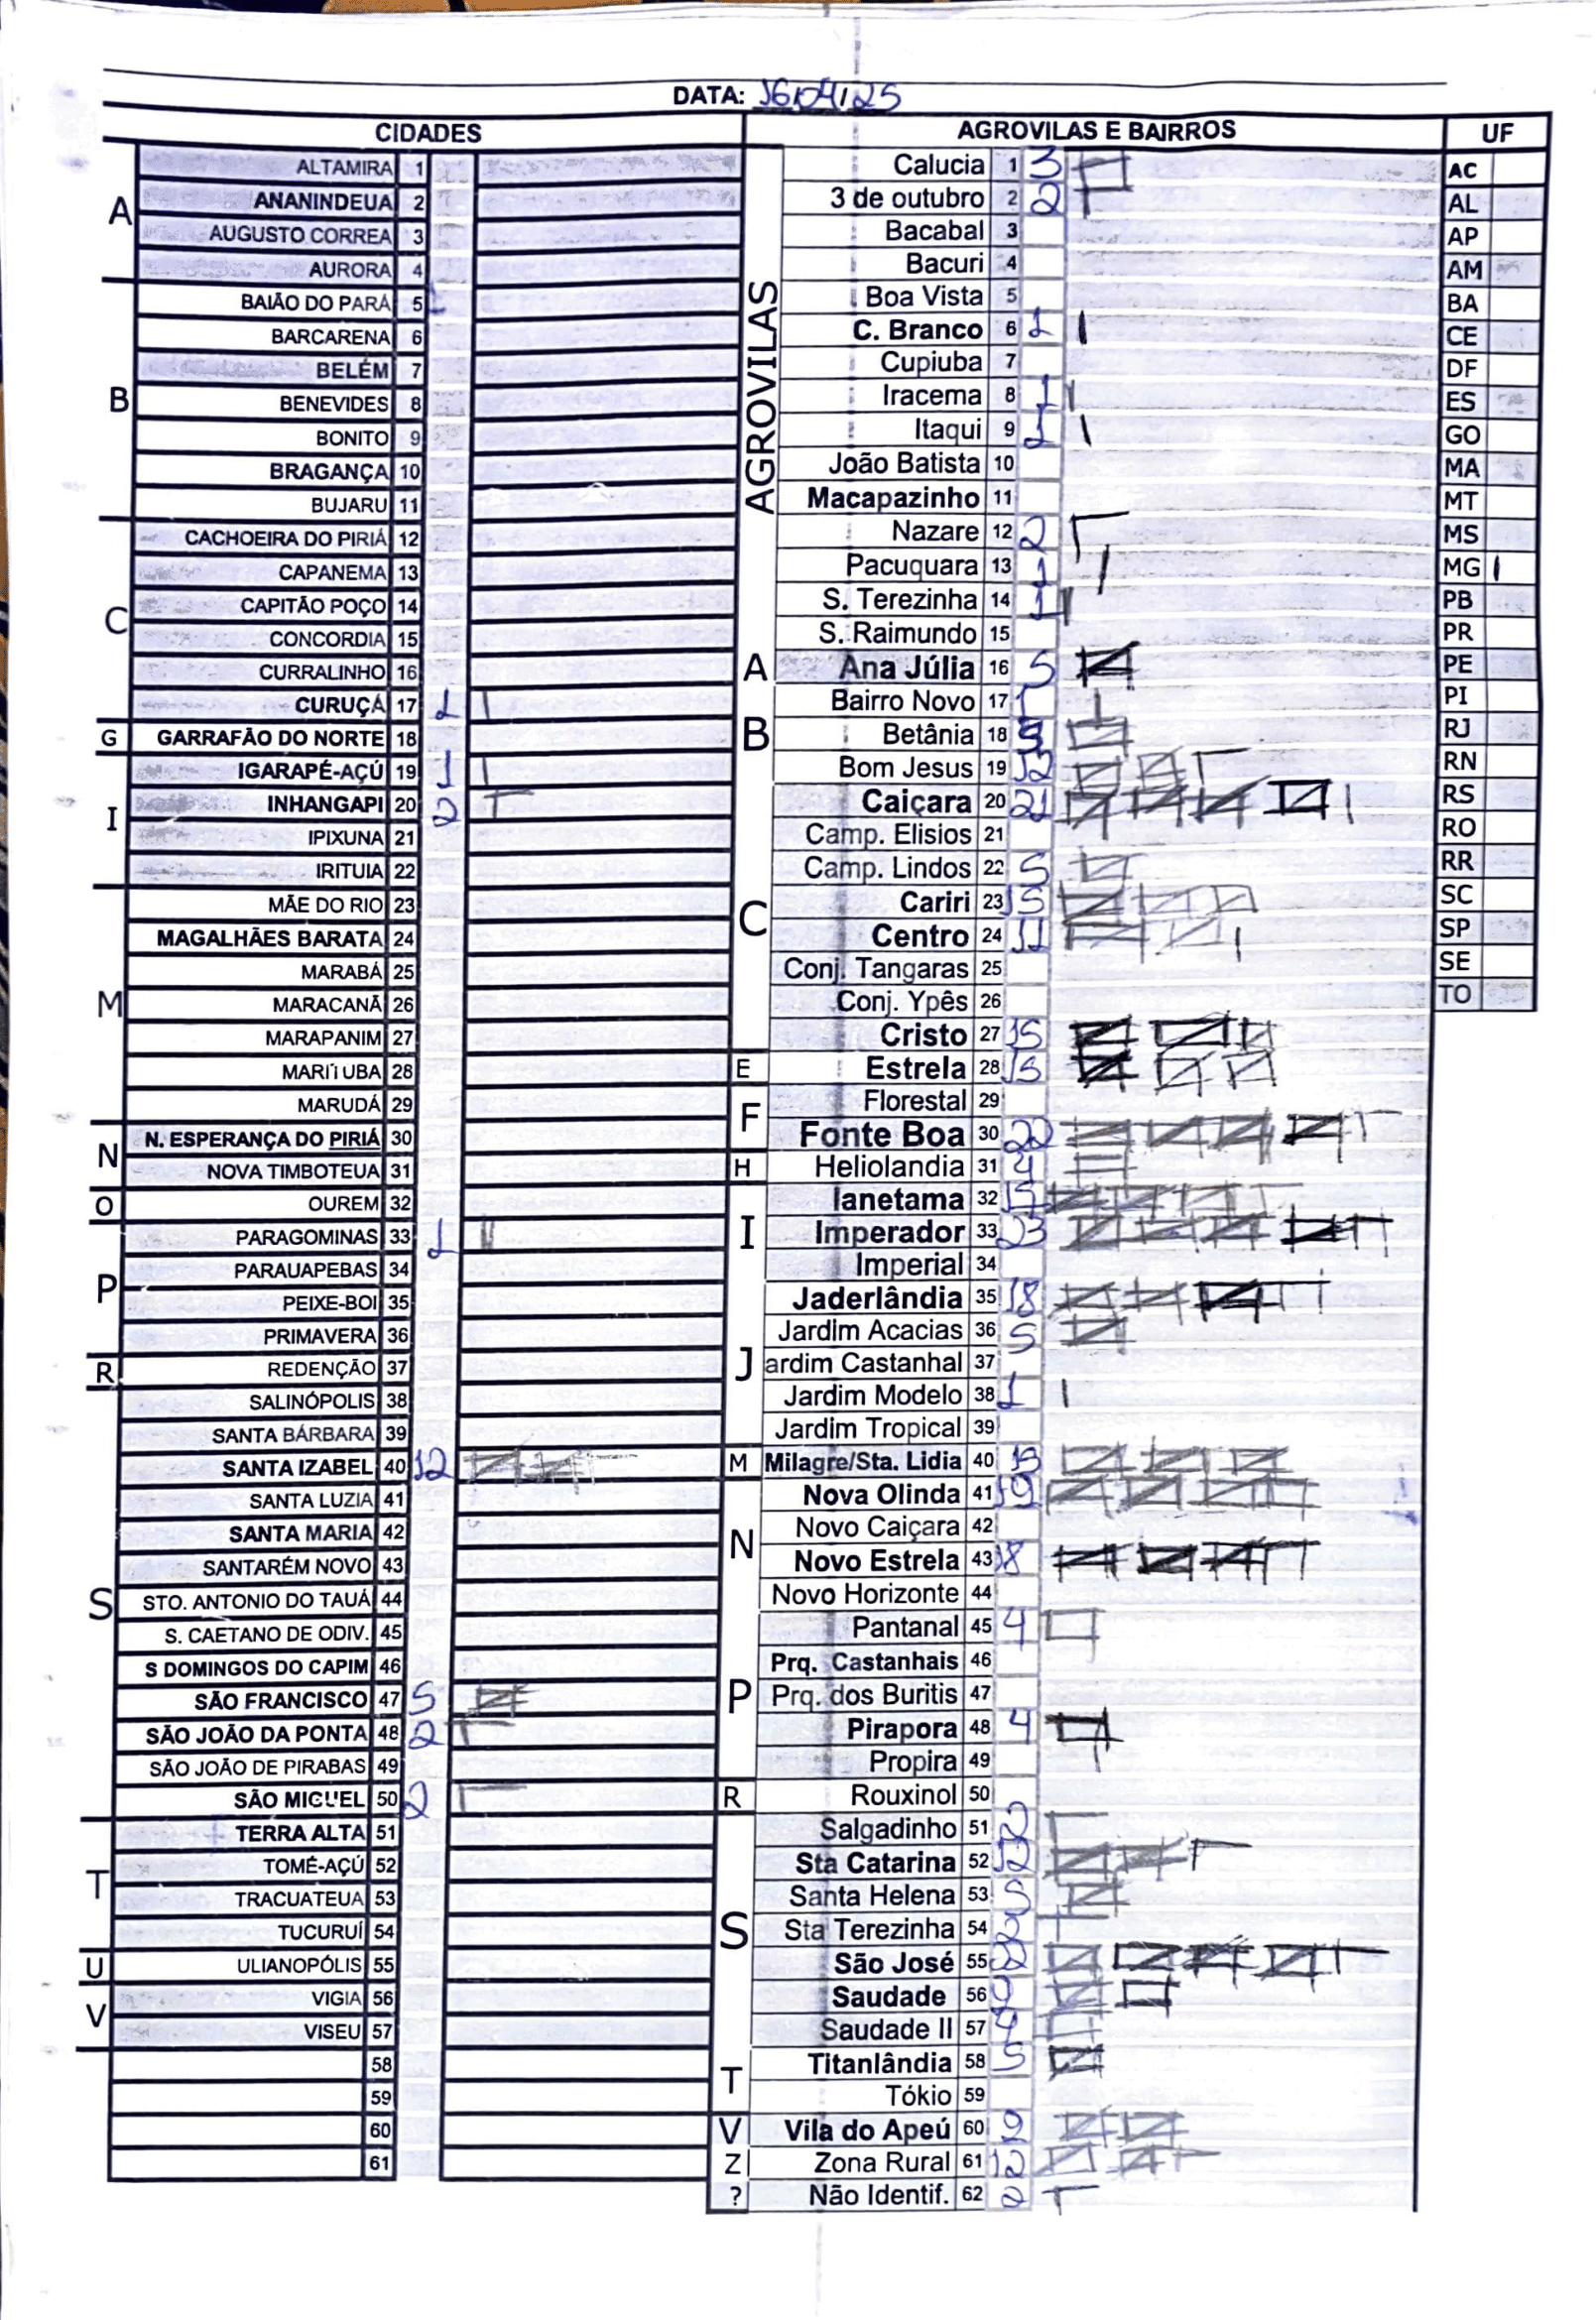 DATA: 16/04/25
CIDADES
A
ALTAMIRA 1
ANANINDEUA 2
AUGUSTO CORREA 3
AURORA 4
B
BAIÃO DO PARÁ 5
BARCARENA 6
BELÉM 7
BENEVIDES 8
BONITO 9
BRAGANÇA 10
BUJARU 11
C
CACHOEIRA DO PIRIÁ 12
CAPANEMA 13
CAPITÃO POÇO 14
CONCORDIA 15
CURRALINHO 16
CURUÇÁ 17 1
G
GARRAFÃO DO NORTE 18
I
IGARAPÉ-AÇÚ 19 1
INHANGAPI 20 2
IPIXUNA 21
IRITUIA 22
M
MÃE DO RIO 23
MAGALHÃES BARATA 24
MARABÁ 25
MARACANÃ 26
MARAPANIM 27
MARITUBA 28
MARUDÁ 29
N
N. ESPERANÇA DO PIRIÁ 30
NOVA TIMBOTEUA 31
O
OUREM 32
P
PARAGOMINAS 33 1
PARAUAPEBAS 34
PEIXE-BOI 35
PRIMAVERA 36
R
REDENÇÃO 37
S
SALINÓPOLIS 38
SANTA BÁRBARA 39
SANTA IZABEL 40 12
SANTA LUZIA 41
SANTA MARIA 42
SANTARÉM NOVO 43
STO. ANTONIO DO TAUÁ 44
S. CAETANO DE ODIV. 45
S DOMINGOS DO CAPIM 46
SÃO FRANCISCO 47 5
SÃO JOÃO DA PONTA 48 2
SÃO JOÃO DE PIRABAS 49
SÃO MIGUEL 50 2
T
TERRA ALTA 51
TOMÉ-AÇÚ 52
TRACUATEUA 53
TUCURUÍ 54
U
ULIANOPÓLIS 55
V
VIGIA 56
VISEU 57
58
59
60
61
AGROVILAS E BAIRROS
AGROVILAS
Calucia 1 3
3 de outubro 2 2
Bacabal 3
Bacuri 4
Boa Vista 5
C. Branco 6 1
Cupiuba 7
Iracema 8 1
Itaqui 9 1
João Batista 10
Macapazinho 11
Nazare 12 2
Pacuquara 13 1
S. Terezinha 14 1
S. Raimundo 15
A
Ana Júlia 16 5
B
Bairro Novo 17 1
Betânia 18
Bom Jesus 19 12
C
Caiçara 20 21
Camp. Elisios 21
Camp. Lindos 22 5
Cariri 23 15
Centro 24 11
Conj. Tangaras 25
Conj. Ypês 26
Cristo 27 15
E
Estrela 28 15
F
Florestal 29
Fonte Boa 30 22
H
Heliolandia 31 4
I
Ianetama 32
Imperador 33 23
Imperial 34
J
Jaderlândia 35 18
Jardim Acacias 36 5
Jardim Castanhal 37
Jardim Modelo 38 1
Jardim Tropical 39
M
Milagre/Sta. Lidia 40 15
N
Nova Olinda 41 19
Novo Caiçara 42
Novo Estrela 43 18
Novo Horizonte 44
P
Pantanal 45 4
Prq. Castanhais 46
Prq. dos Buritis 47
Pirapora 48 4
Propira 49
R
Rouxinol 50
S
Salgadinho 51 2
Sta Catarina 52 12
Santa Helena 53 5
Sta Terezinha 54
São José 55 22
Saudade 56 9
Saudade II 57 4
T
Titanlândia 58 5
Tókio 59
V
Vila do Apeú 60 9
Z
Zona Rural 61 12
?
Não Identif. 62 2
UF
AC
AL
AP
AM
BA
CE
DF
ES
GO
MA
MT
MS
MG
PB
PR
PE
PI
RJ
RN
RS
RO
RR
SC
SP
SE
TO